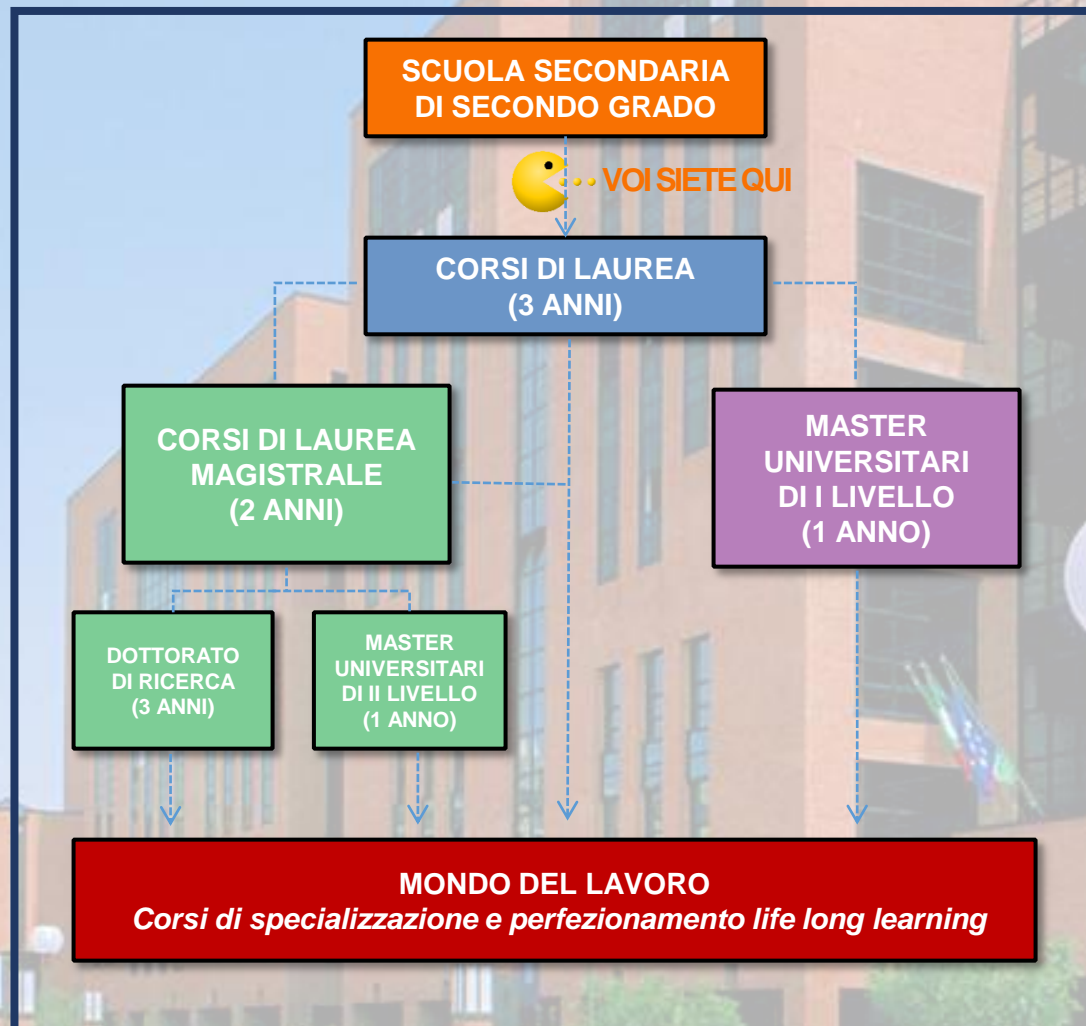 SCUOLA SECONDARIA
DI SECONDO GRADO
VOI SIETE QUI
CORSI DI LAUREA
(3 ANNI)
CORSI DI LAUREA
MAGISTRALE
(2 ANNI)
MASTER
UNIVERSITARI
DI I LIVELLO
(1 ANNO)
DOTTORATO
DI RICERCA
(3 ANNI)
MASTER
UNIVERSITARI
DI II LIVELLO
(1 ANNO)
MONDO DEL LAVORO
Corsi di specializzazione e perfezionamento life long learning